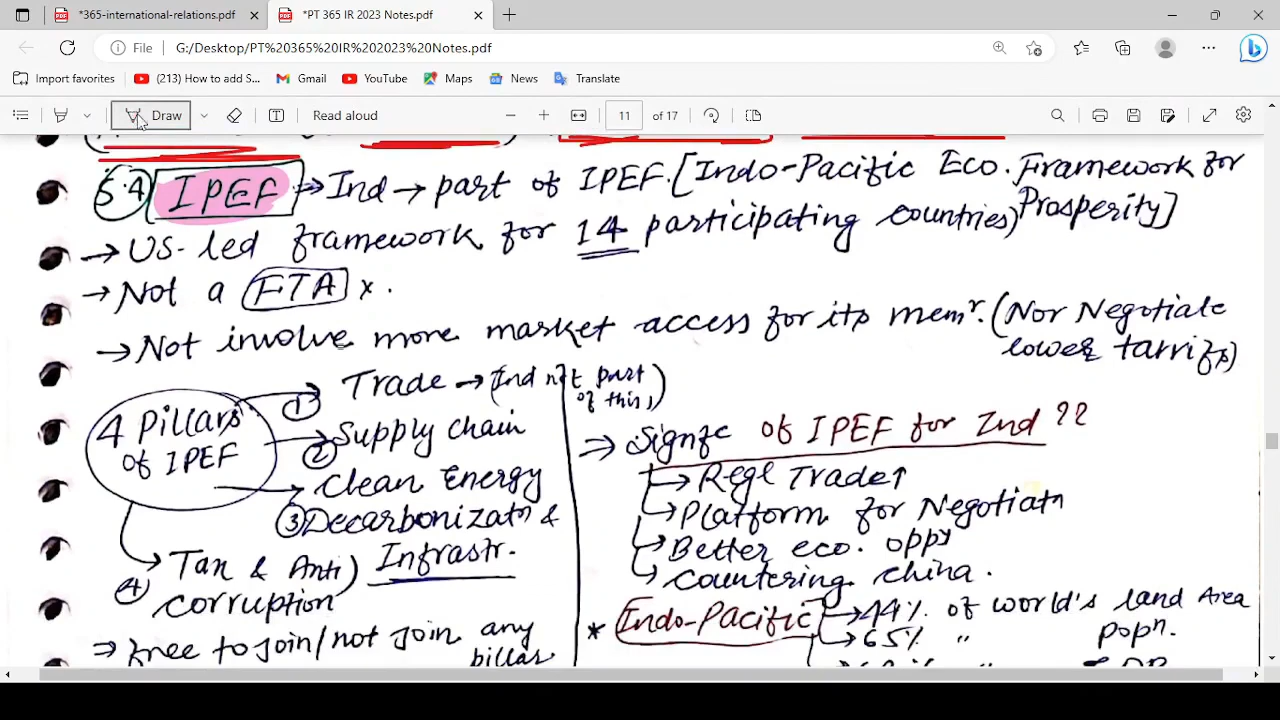 *365-international-relations.pdf
*PT 365 IR 2023 Notes.pdf
File
G:/Desktop/PT%20365%20IR%202023%20Notes.pdf
Import favorites
(213) How to add S...
Gmail
YouTube
Maps
News
Translate
Draw
Read aloud
11 of 17
5.4 IPEF → Ind → part of IPEF. [Indo-Pacific Eco. Framework for Prosperity]
→ US-led framework for 14 participating countries)
→ Not a FTA x.
→ Not involve more market access for its memr. (Nor Negotiate
lower tarrifs)
4 Pillars
of IPEF
① Trade → (Ind not part
of this)
② Supply chain
Clean Energy
③ Decarbonizatn &
Infrastr.
④ Tax & Anti)
corruption
⇒ free to join/not join any
pillar
⇒ Signfc of IPEF for Ind ??
→ Regl Trade↑
→ Platform for Negotiatn
→ Better eco. oppy
→ countering china.
* Indo-Pacific → 44% of world's land Area
→ 65% " popn.